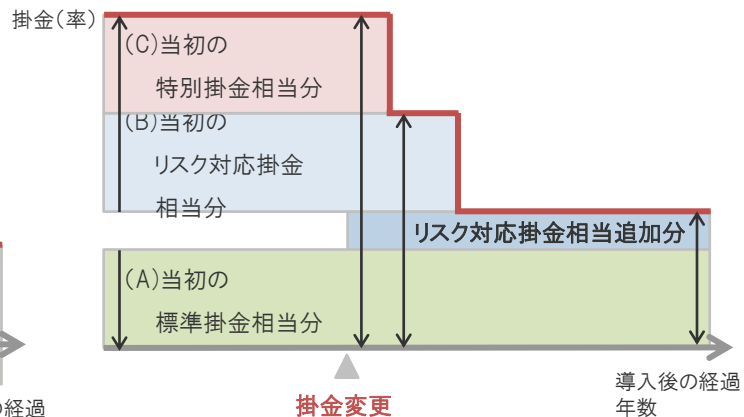 掛金(率)
(C)当初の
特別掛金相当分
(B)当初の
リスク対応掛金
相当分
リスク対応掛金相当追加分
(A)当初の
標準掛金相当分
掛金変更
導入後の経過
年数
の経過